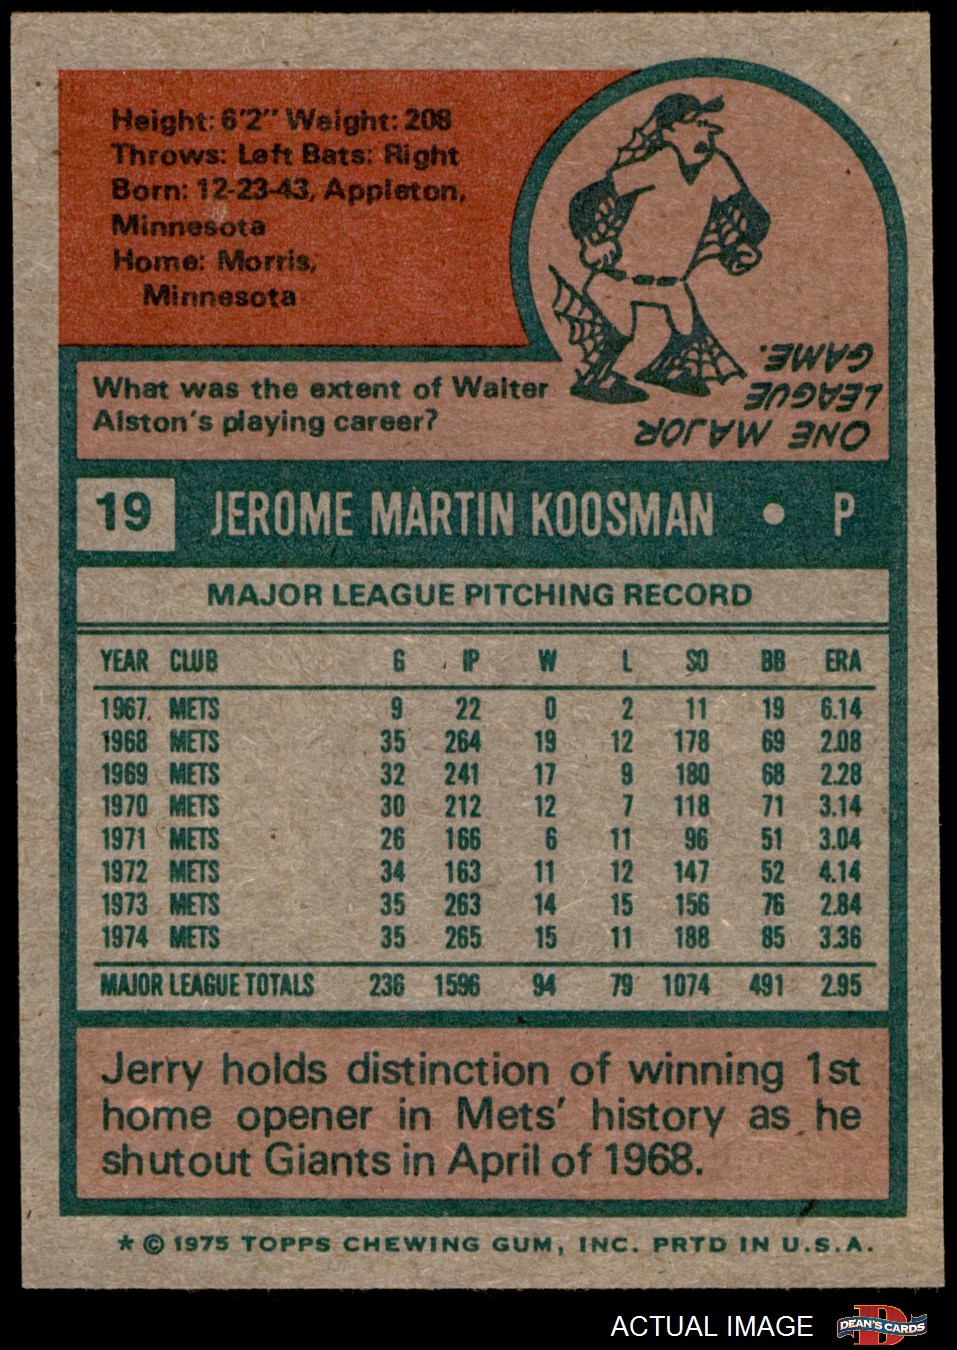 Height: 6'2" Weight: 208
Throws: Left Bats: Right
Born: 12-23-43, Appleton,
Minnesota
Home: Morris,
Minnesota
What was the extent of Walter
Alston's playing career?
ONE MAJOR
LEAGUE
GAME.
19 JEROME MARTIN KOOSMAN • P
MAJOR LEAGUE PITCHING RECORD
YEAR CLUB G IP W L SO BB ERA
1967 METS 9 22 0 2 11 19 6.14
1968 METS 35 264 19 12 178 69 2.08
1969 METS 32 241 17 9 180 68 2.28
1970 METS 30 212 12 7 118 71 3.14
1971 METS 26 166 6 11 96 51 3.04
1972 METS 34 163 11 12 147 52 4.14
1973 METS 35 263 14 15 156 76 2.84
1974 METS 35 265 15 11 188 85 3.36
MAJOR LEAGUE TOTALS 236 1596 94 79 1074 491 2.95
Jerry holds distinction of winning 1st
home opener in Mets' history as he
shutout Giants in April of 1968.
* © 1975 TOPPS CHEWING GUM, INC. PRTD IN U.S.A.
ACTUAL IMAGE
D
DEAN'S CARDS